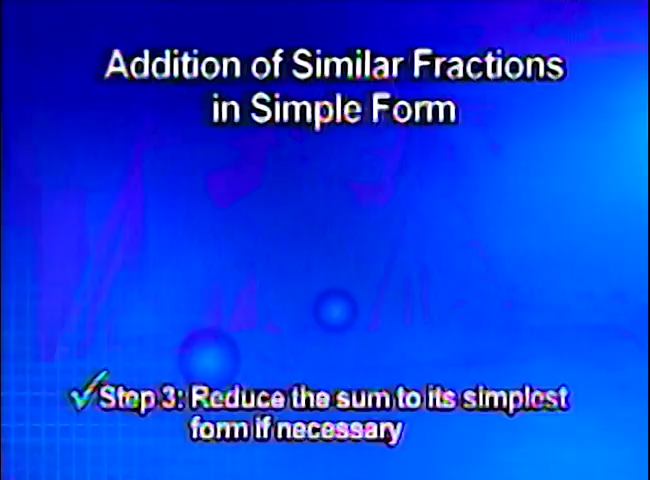 Addition of Similar Fractions
in Simple Form
Step 3: Reduce the sum to its simplest
form if necessary